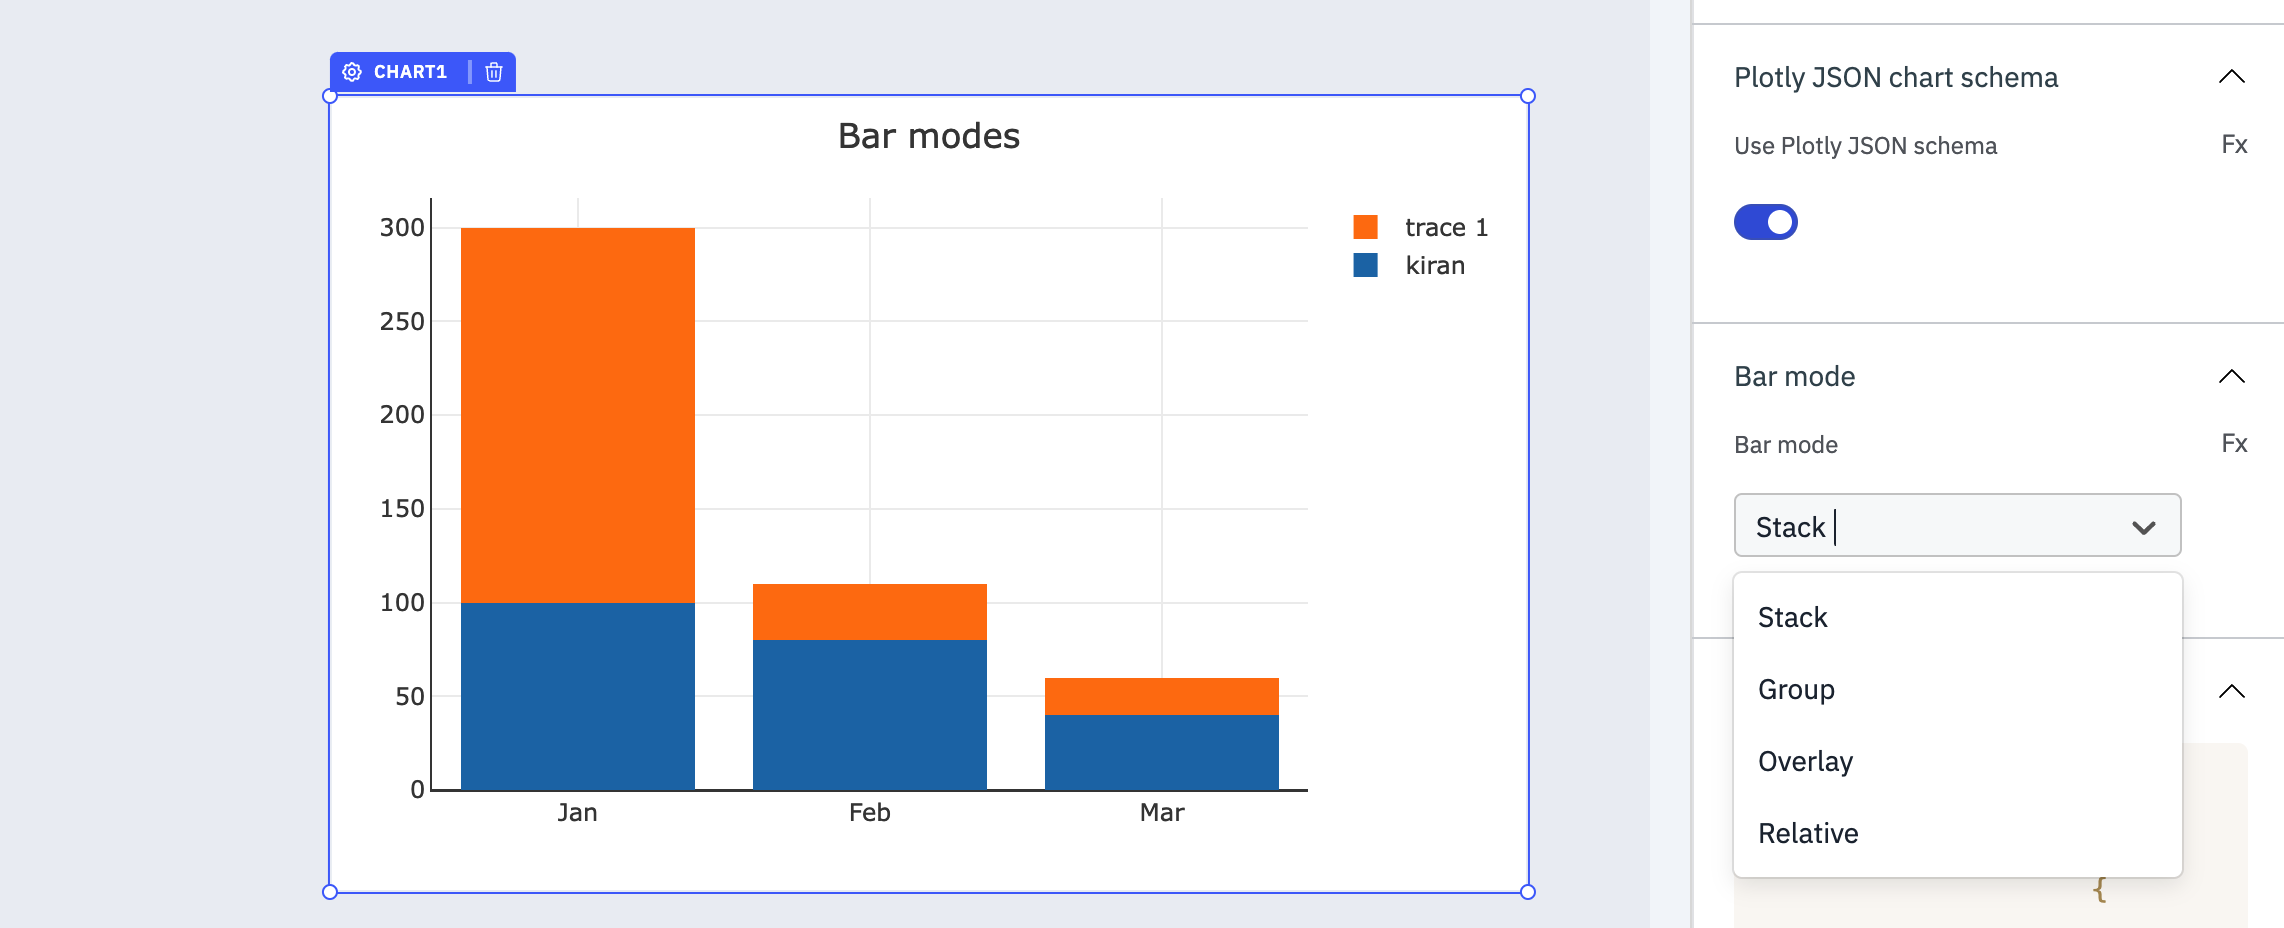 CHART1
Bar modes
300
250
200
150
100
50
0
Jan Feb Mar
trace 1
kiran
Plotly JSON chart schema
Use Plotly JSON schema Fx
Bar mode
Bar mode Fx
Stack
Stack
Group
Overlay
Relative
{